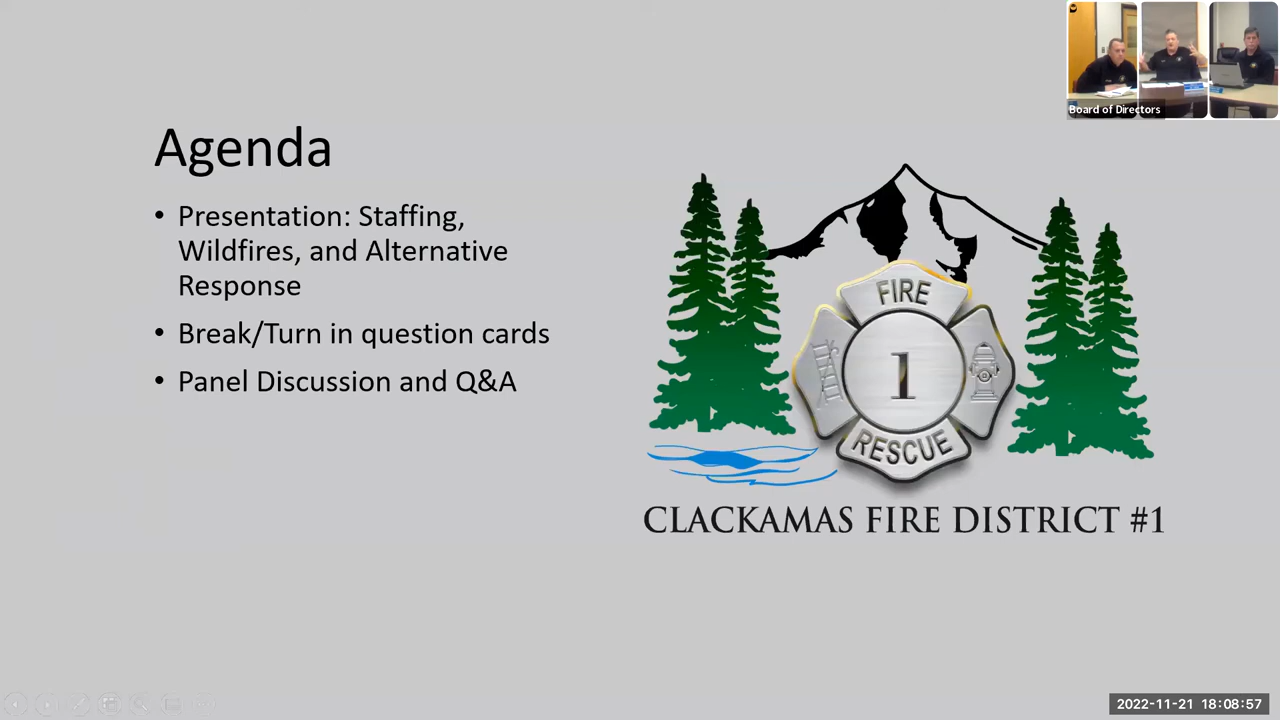 Board of Directors
Agenda
• Presentation: Staffing,
Wildfires, and Alternative
Response
• Break/Turn in question cards
• Panel Discussion and Q&A
FIRE
1
RESCUE
CLACKAMAS FIRE DISTRICT #1
2022-11-21 18:08:57